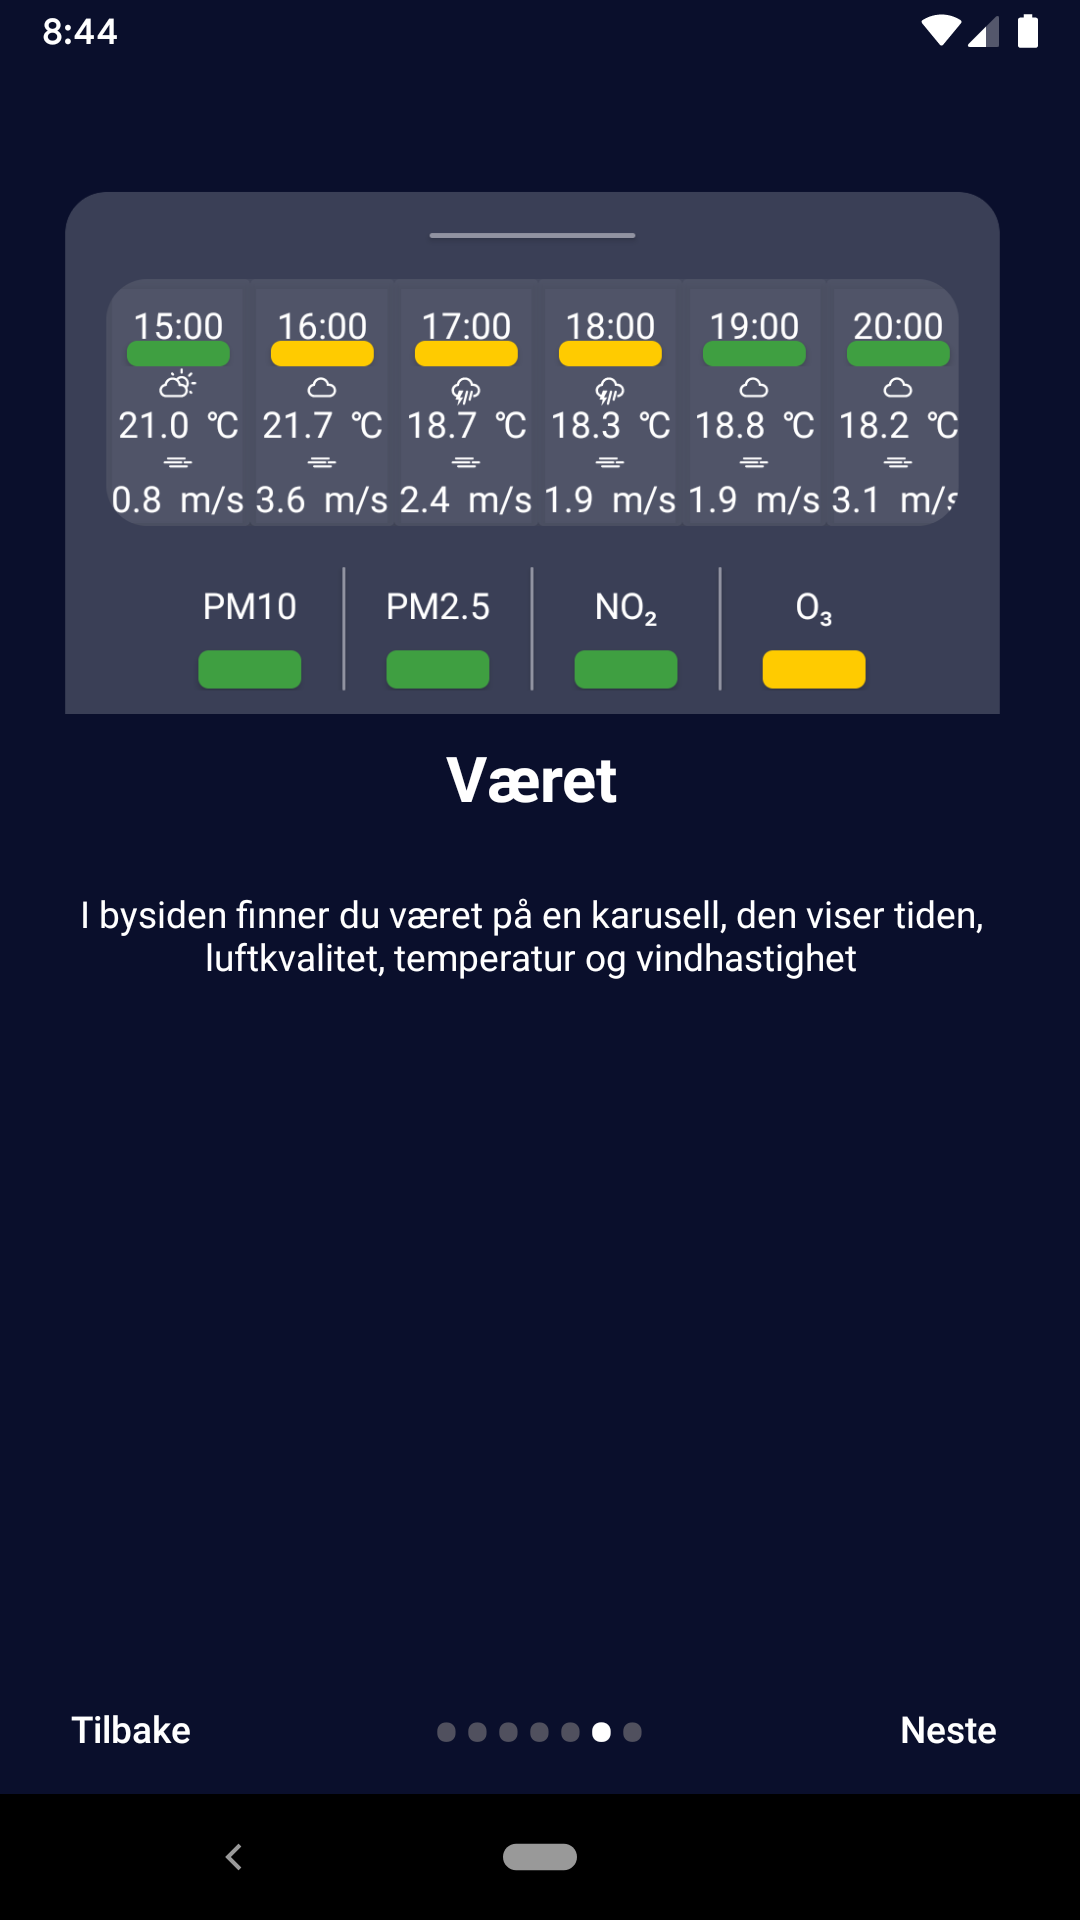 8:44
15:00 16:00 17:00 18:00 19:00 20:00
21.0 °C 21.7 °C 18.7 °C 18.3 °C 18.8 °C 18.2 °C
0.8 m/s 3.6 m/s 2.4 m/s 1.9 m/s 1.9 m/s 3.1 m/s
PM10 PM2.5 NO₂ O₃
Været
I bysiden finner du været på en karusell, den viser tiden,
luftkvalitet, temperatur og vindhastighet
Tilbake Neste